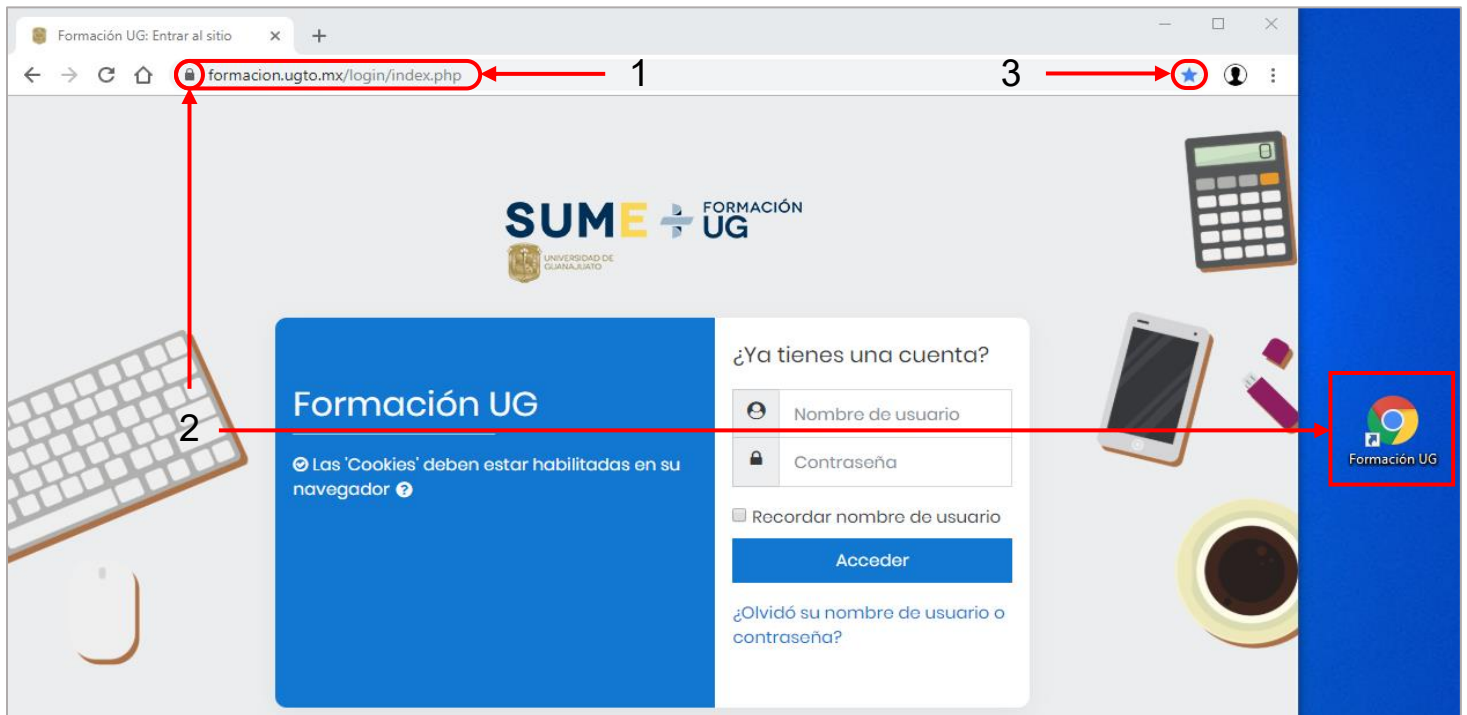 Formación UG: Entrar al sitio
formacion.ugto.mx/login/index.php
1
3
0
SUME
FORMACIÓN
UG
UNIVERSIDAD DE
GUANAJUATO
¿Ya tienes una cuenta?
Formación UG
Nombre de usuario
2
Las 'Cookies' deben estar habilitadas en su
navegador
Contraseña
Formación UG
Recordar nombre de usuario
Acceder
¿Olvidó su nombre de usuario o
contraseña?